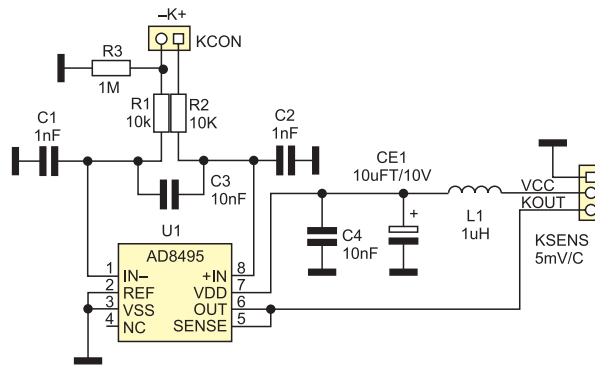 –K+
KCON
R3
1M
R1
10k
R2
10K
C1
1nF
C2
1nF
C3
10nF
CE1
10uFT/10V
+
C4
10nF
L1
1uH
VCC
KOUT
KSENS
5mV/C
U1
AD8495
1 IN– +IN 8
2 REF VDD 7
3 VSS OUT 6
4 NC SENSE 5